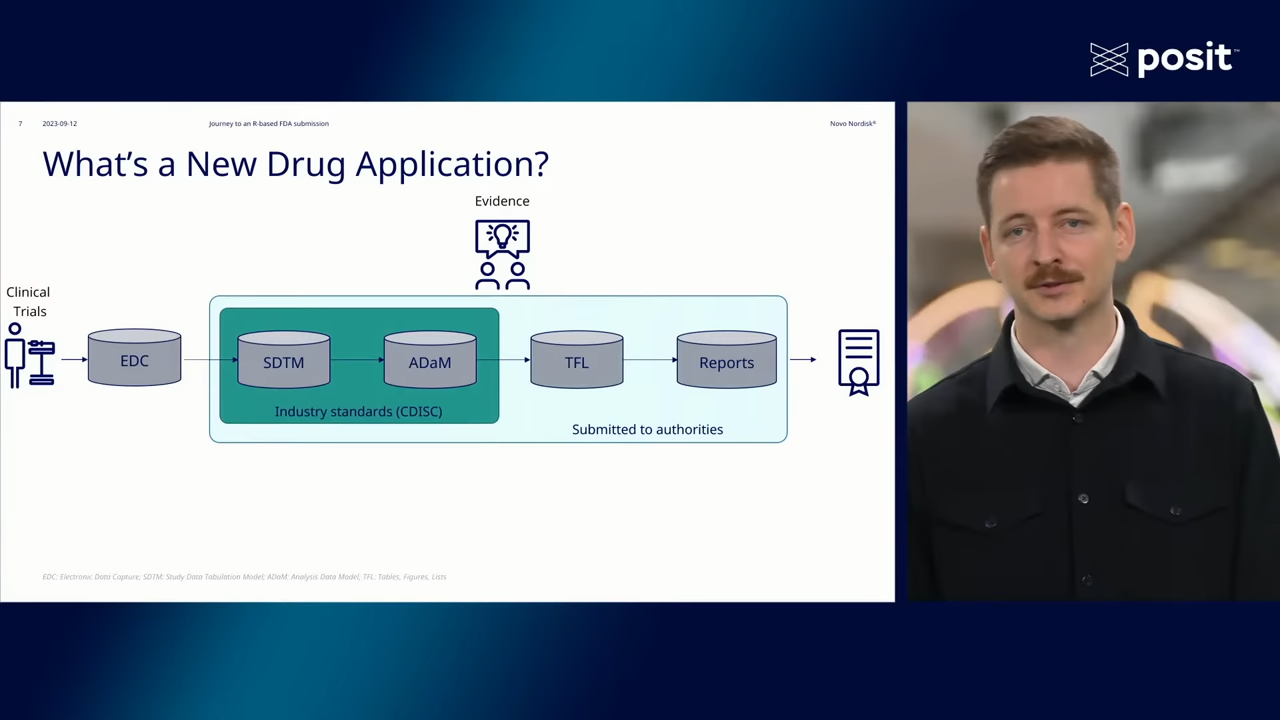 posit™
7 2023-09-12 Journey to an R-based FDA submission Novo Nordisk®
What's a New Drug Application?
Evidence
Clinical
Trials
EDC
SDTM
ADaM
TFL
Reports
Industry standards (CDISC)
Submitted to authorities
EDC: Electronic Data Capture; SDTM: Study Data Tabulation Model; ADaM: Analysis Data Model; TFL: Tables, Figures, Lists